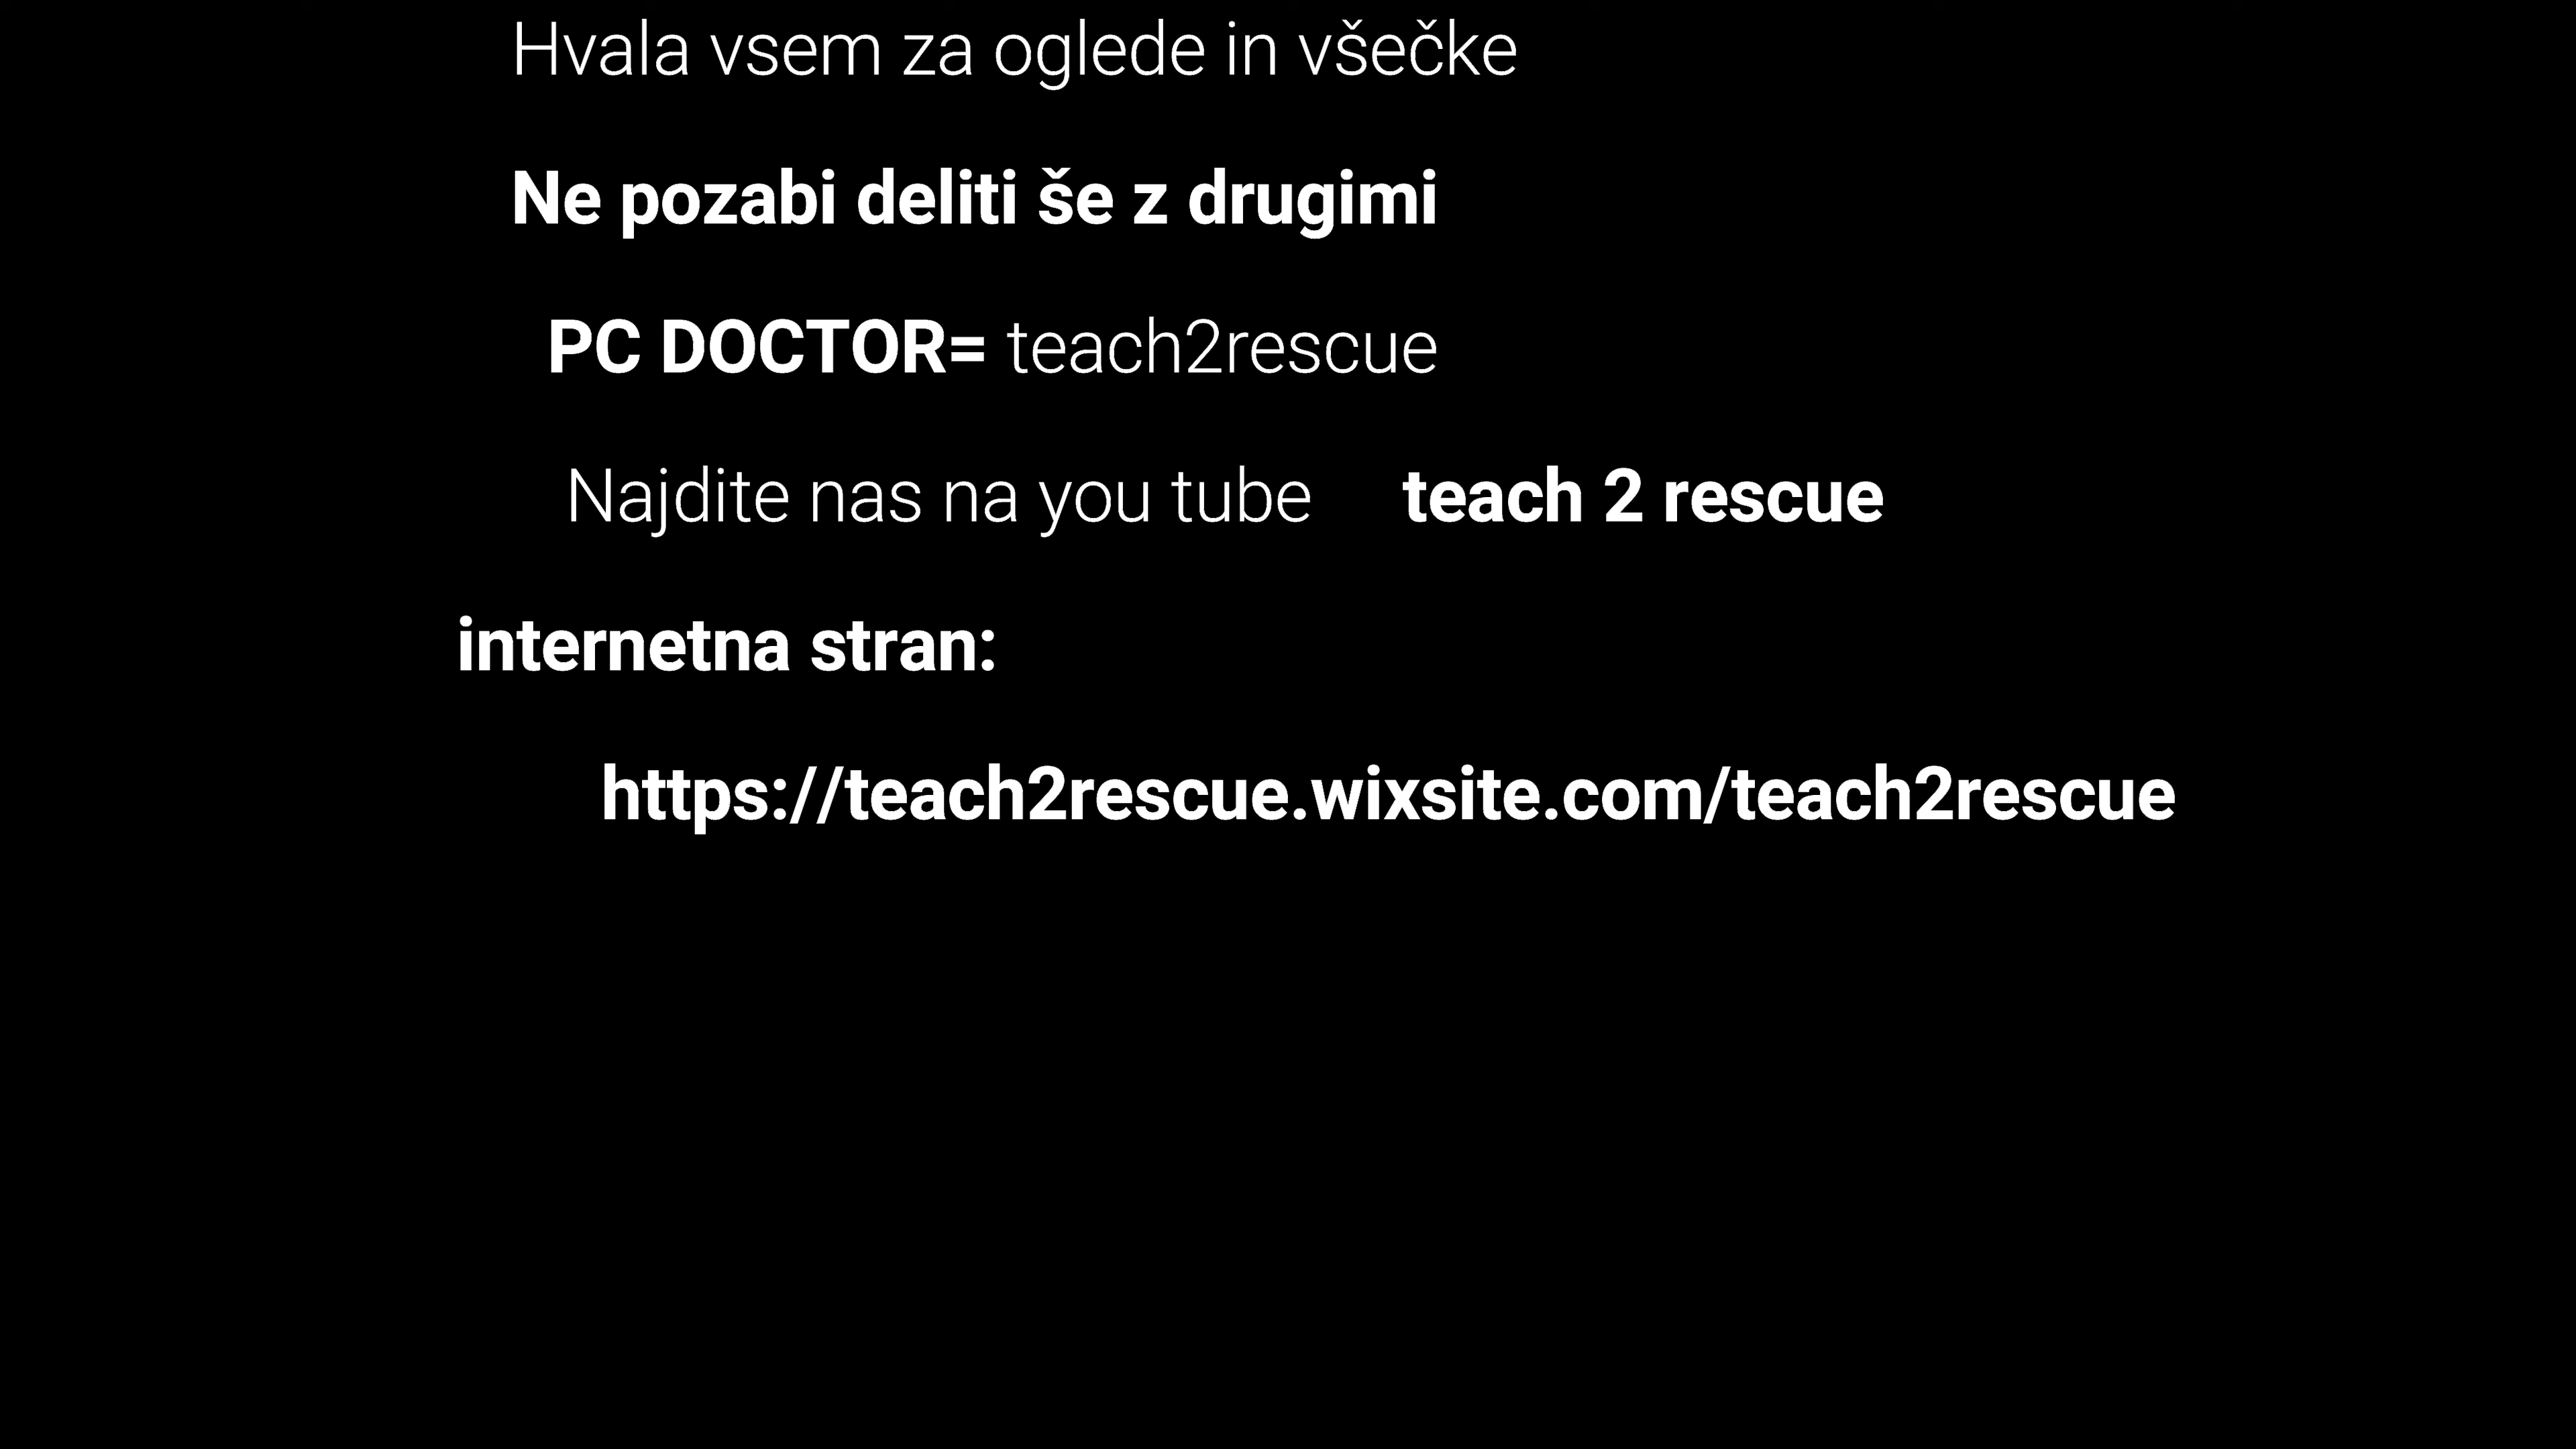 Hvala vsem za oglede in všečke
Ne pozabi deliti še z drugimi
PC DOCTOR= teach2rescue
Najdite nas na you tube teach 2 rescue
internetna stran:
https://teach2rescue.wixsite.com/teach2rescue